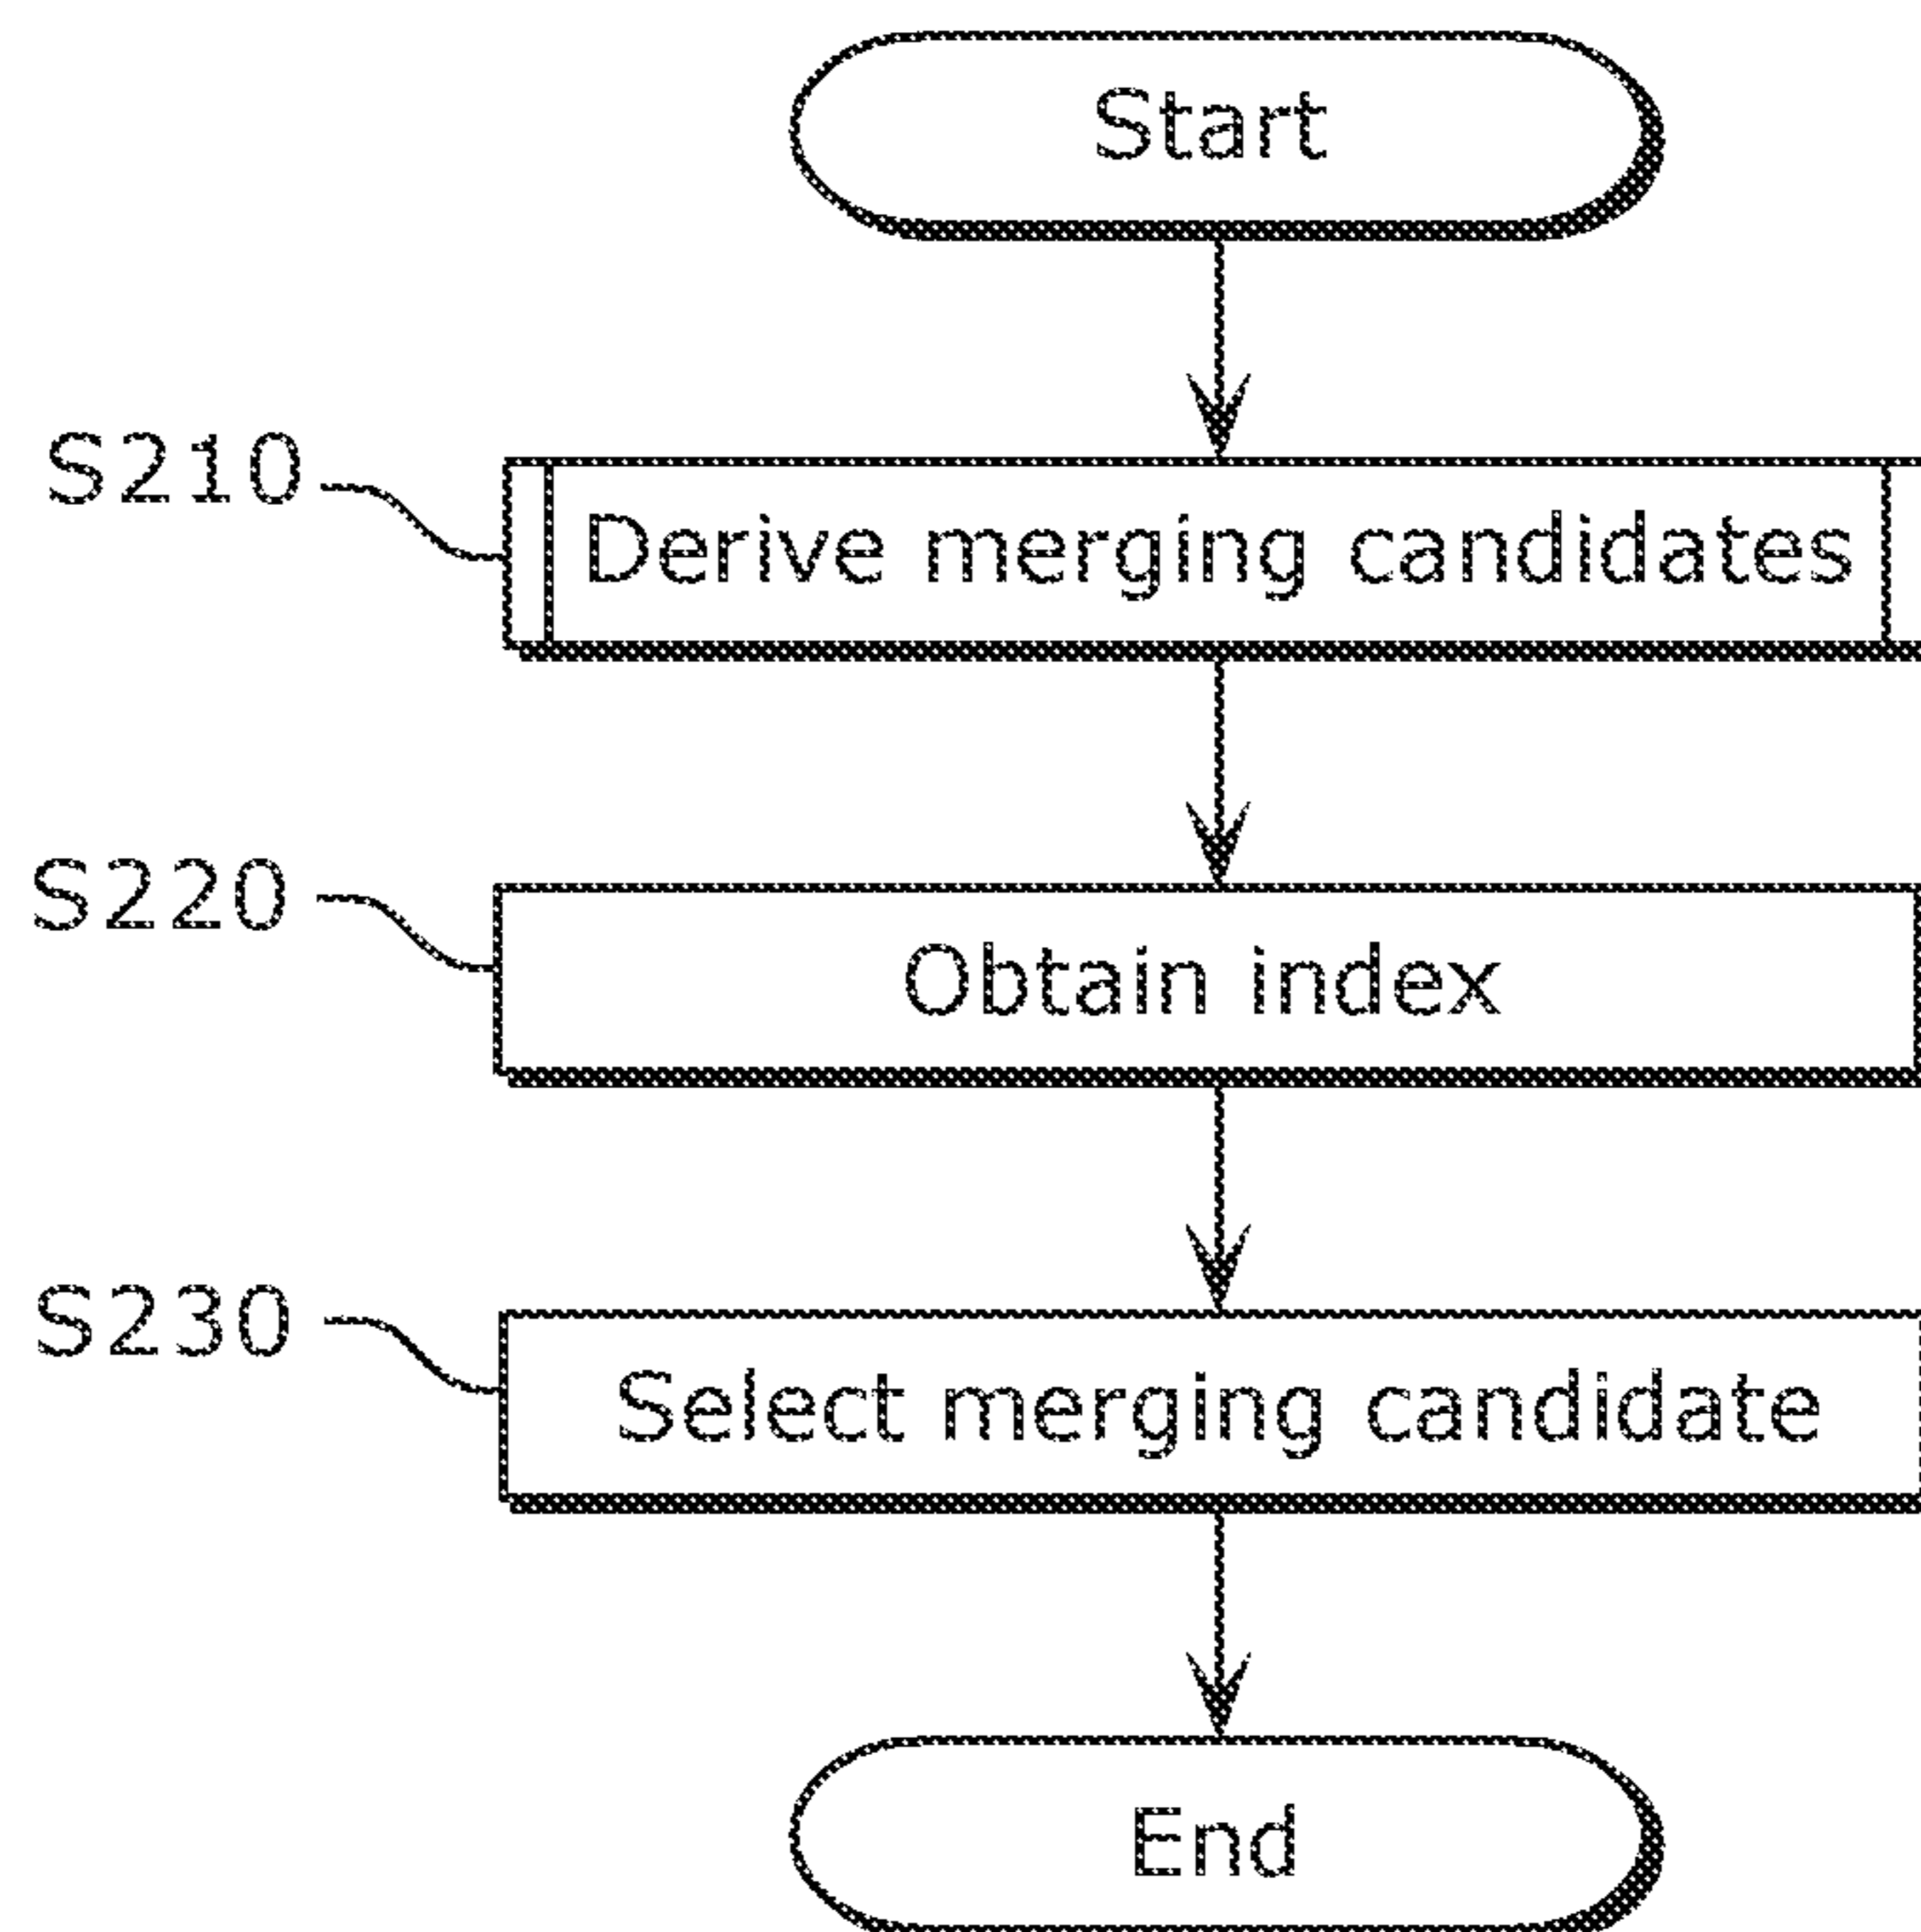 Start
S210
Derive merging candidates
S220
Obtain index
S230
Select merging candidate
End